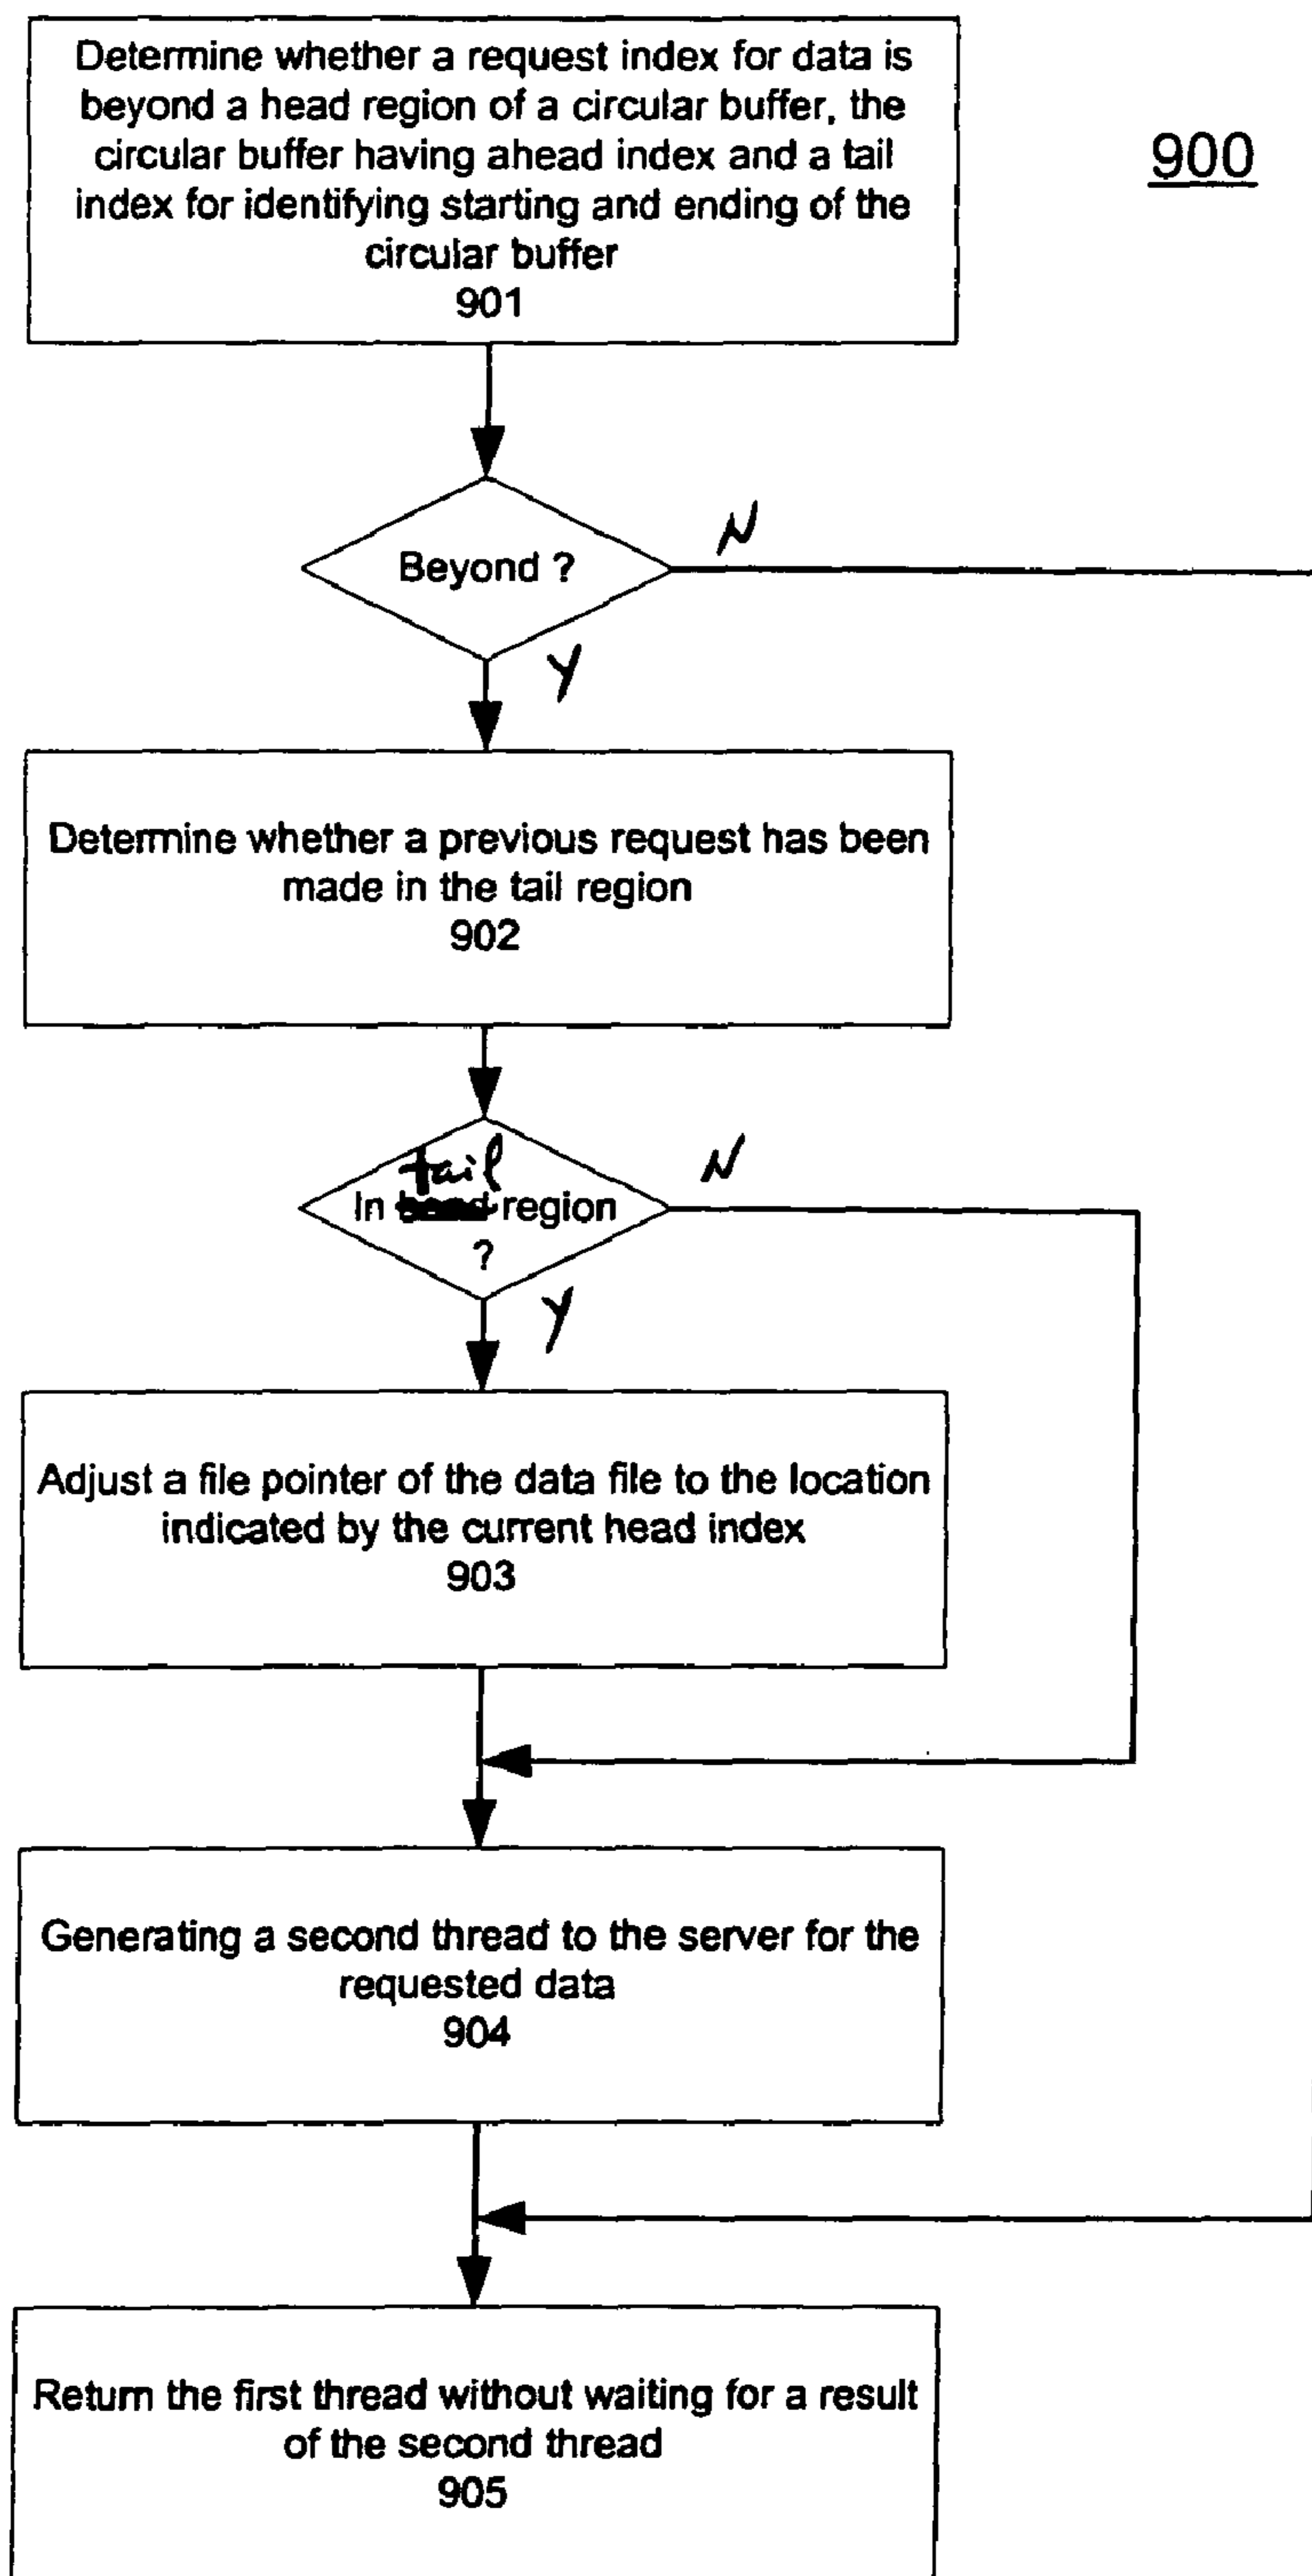 Determine whether a request index for data is
beyond a head region of a circular buffer, the
circular buffer having ahead index and a tail
index for identifying starting and ending of the
circular buffer
901
900
Beyond ?
N
Y
Determine whether a previous request has been
made in the tail region
902
tail
In region
?
N
Y
Adjust a file pointer of the data file to the location
indicated by the current head index
903
Generating a second thread to the server for the
requested data
904
Return the first thread without waiting for a result
of the second thread
905